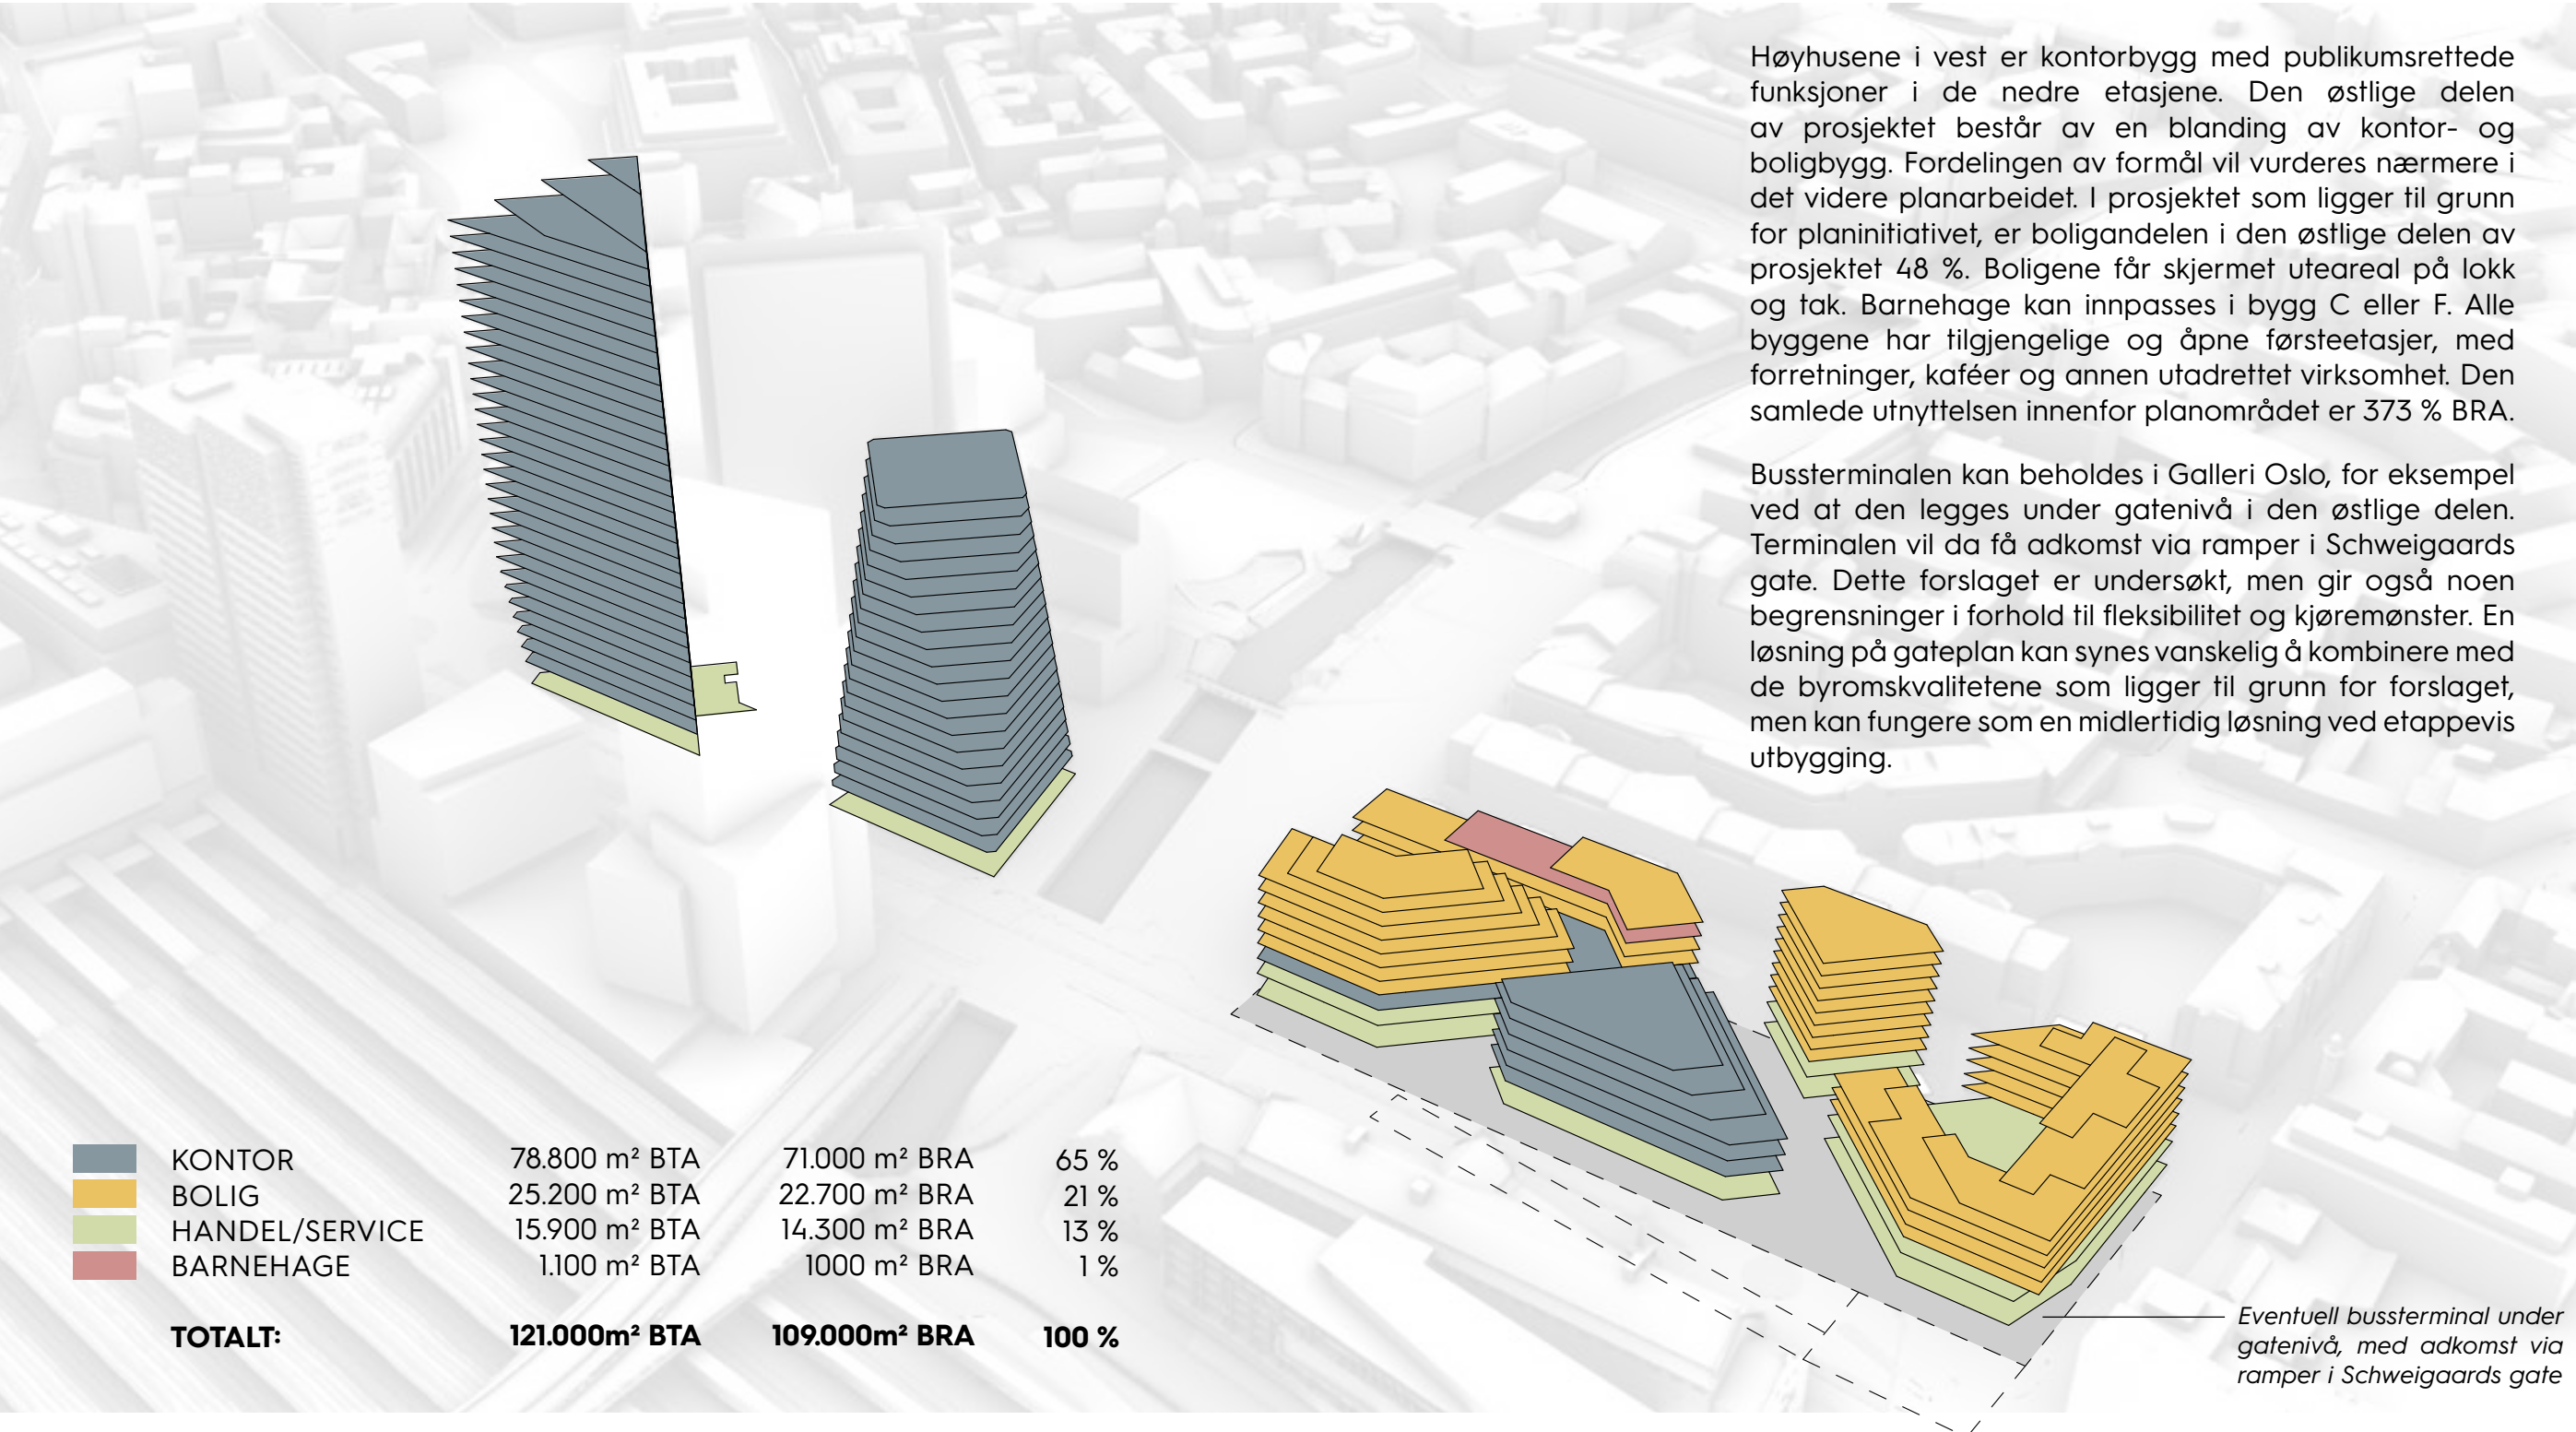 Høyhusene i vest er kontorbygg med publikumsrettede
funksjoner i de nedre etasjene. Den østlige delen
av prosjektet består av en blanding av kontor- og
boligbygg. Fordelingen av formål vil vurderes nærmere i
det videre planarbeidet. I prosjektet som ligger til grunn
for planinitiativet, er boligandelen i den østlige delen av
prosjektet 48 %. Boligene får skjermet uteareal på lokk
og tak. Barnehage kan innpasses i bygg C eller F. Alle
byggene har tilgjengelige og åpne førsteetasjer, med
forretninger, kaféer og annen utadrettet virksomhet. Den
samlede utnyttelsen innenfor planområdet er 373 % BRA.
Bussterminalen kan beholdes i Galleri Oslo, for eksempel
ved at den legges under gatenivå i den østlige delen.
Terminalen vil da få adkomst via ramper i Schweigaards
gate. Dette forslaget er undersøkt, men gir også noen
begrensninger i forhold til fleksibilitet og kjøremønster. En
løsning på gateplan kan synes vanskelig å kombinere med
de byromskvalitetene som ligger til grunn for forslaget,
men kan fungere som en midlertidig løsning ved etappevis
utbygging.
KONTOR 78.800 m² BTA 71.000 m² BRA 65 %
BOLIG 25.200 m² BTA 22.700 m² BRA 21 %
HANDEL/SERVICE 15.900 m² BTA 14.300 m² BRA 13 %
BARNEHAGE 1.100 m² BTA 1000 m² BRA 1 %
TOTALT: 121.000m² BTA 109.000m² BRA 100 %
Eventuell bussterminal under
gatenivå, med adkomst via
ramper i Schweigaards gate